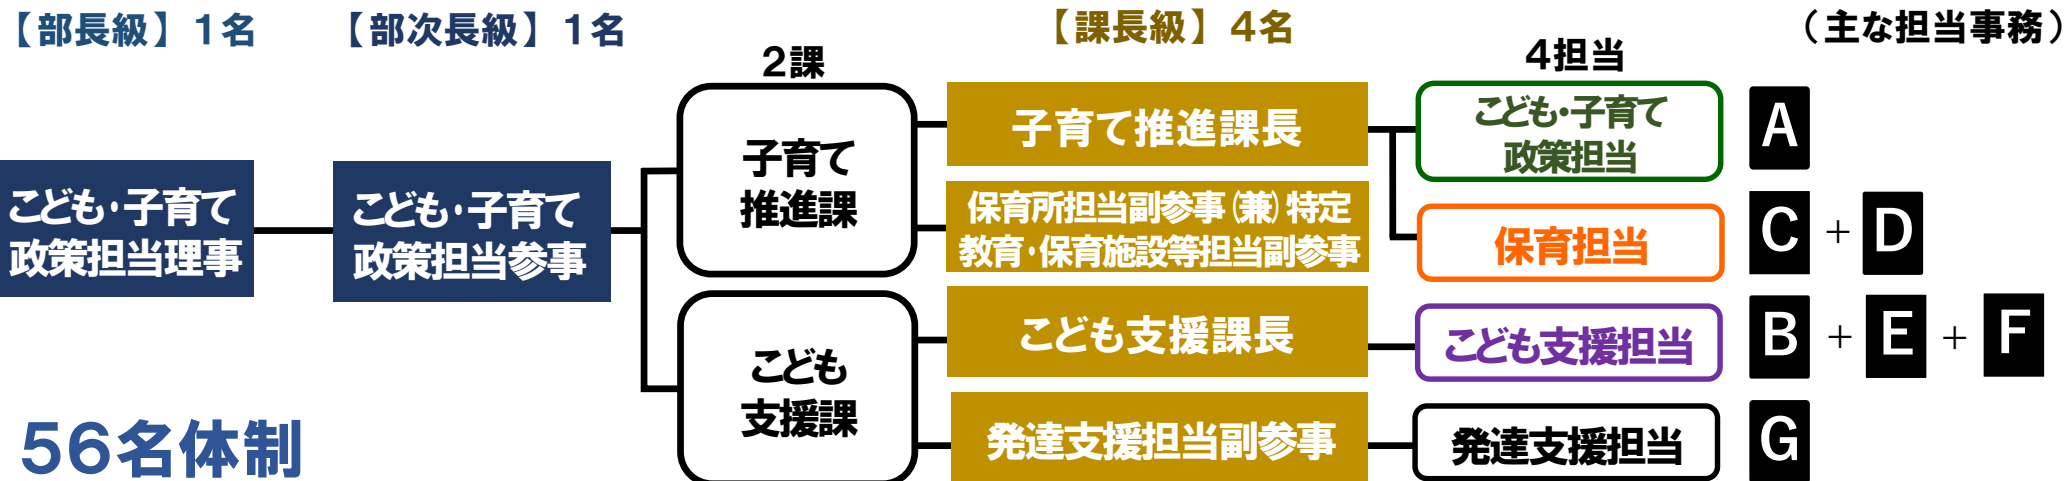 【部長級】1名
【部次長級】1名
【課長級】4名
(主な担当事務)
2課
4担当
こども・子育て
政策担当理事
こども・子育て
政策担当参事
子育て
推進課
子育て推進課長
こども・子育て
政策担当
A
保育所担当副参事(兼)特定
教育・保育施設等担当副参事
保育担当
C + D
こども
支援課
こども支援課長
こども支援担当
B + E + F
発達支援担当副参事
発達支援担当
G
56名体制